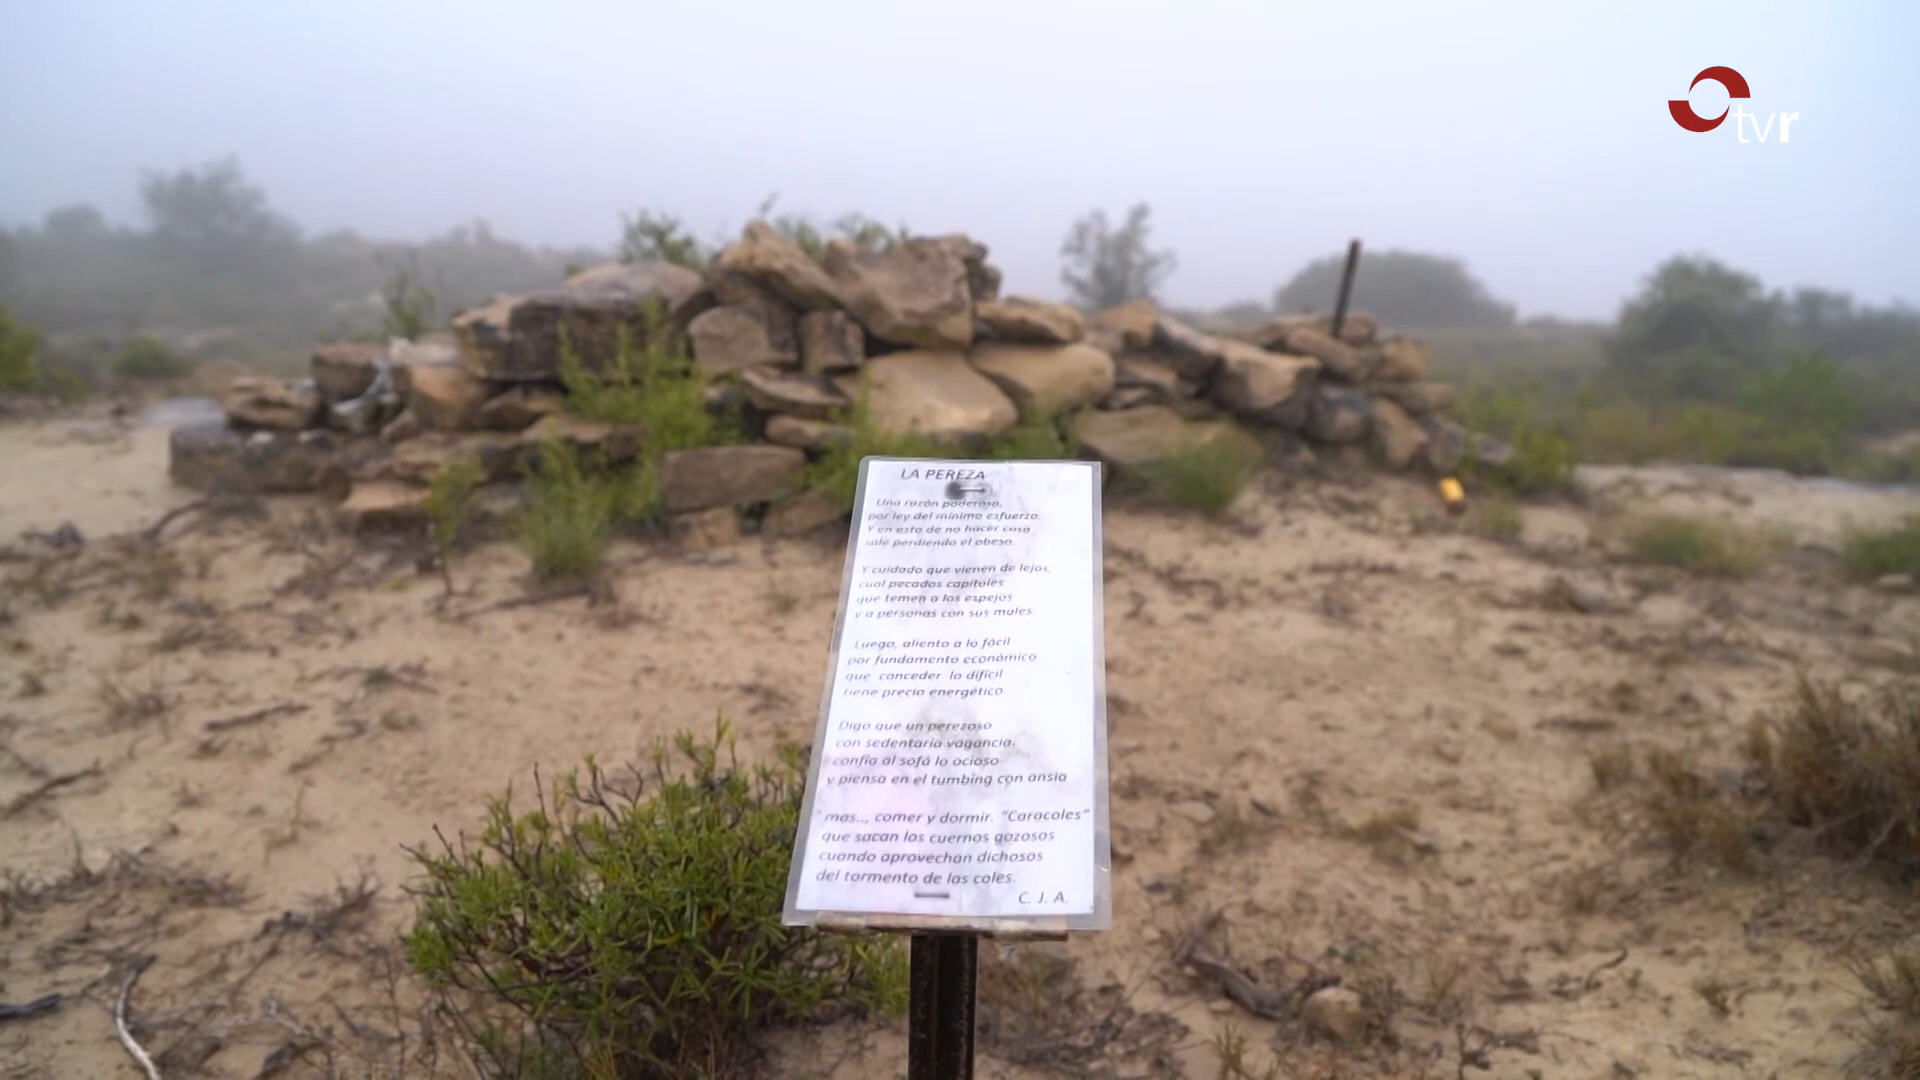 tvr
LA PEREZA
Una razón poderosa,
por ley del mínimo esfuerzo.
Y en esto de no hacer cosa
sale perdiendo el obeso.
Y cuidado que vienen de lejos,
cual pecados capitales
que temen a los espejos
y a personas con sus males.
Luego, aliento a lo fácil
por fundamento económico
que conceder lo difícil
tiene precio energético.
Digo que un perezoso
con sedentaria vagancia.
confía al sofá lo ocioso
y piensa en el tumbing con ansia
mas.., comer y dormir. "Caracoles"
que sacan los cuernos gozosos
cuando aprovechan dichosos
del tormento de las coles.
C. J. A.